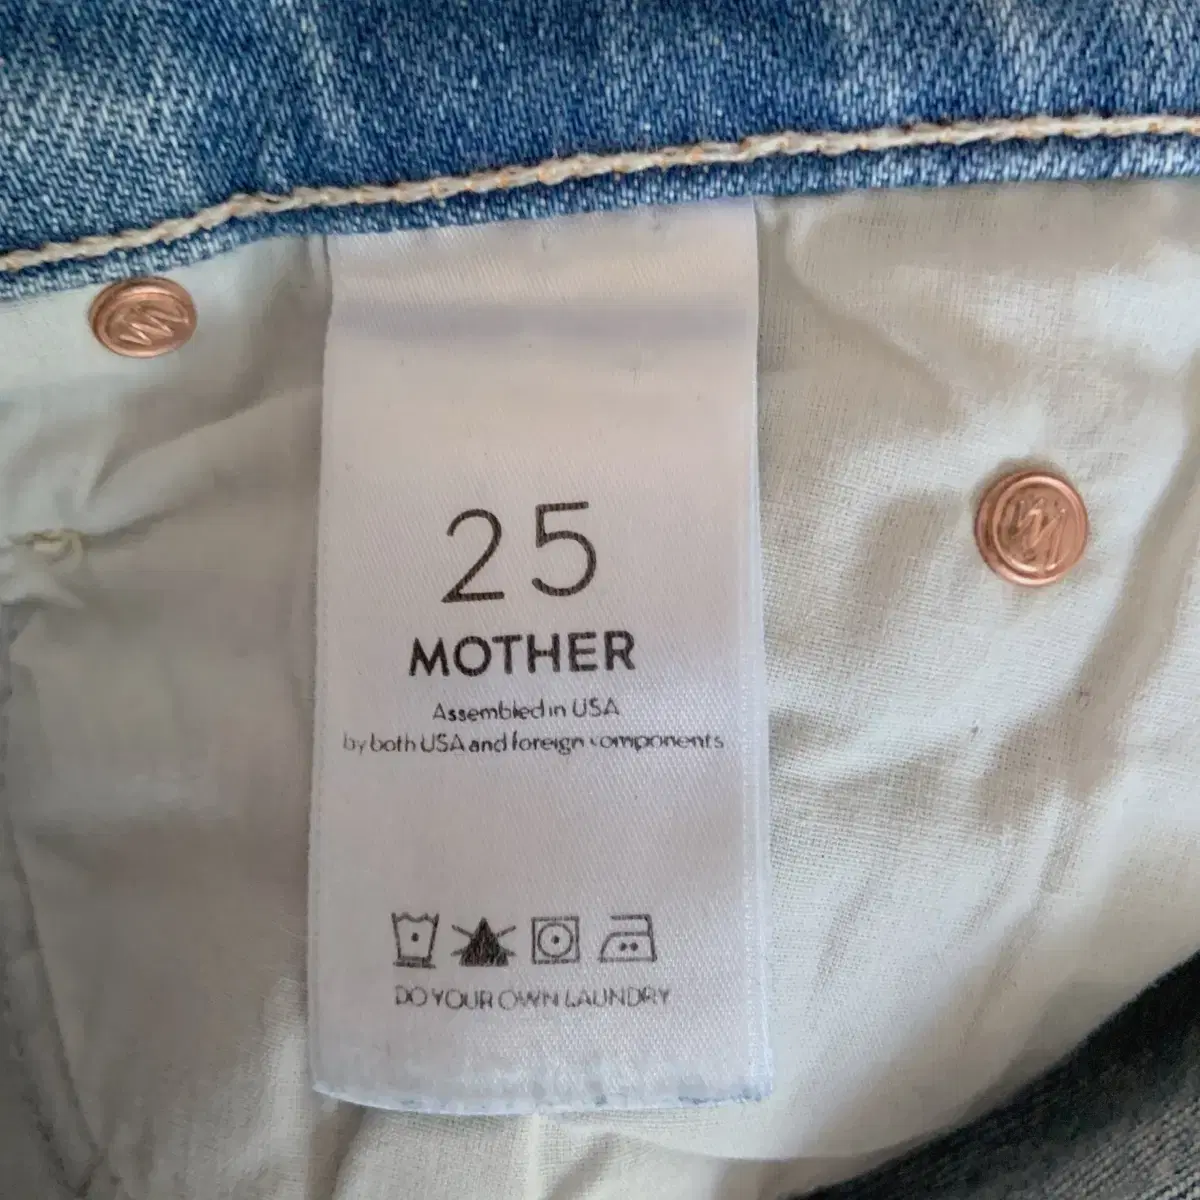 25
MOTHER
Assembled in USA
by both USA and foreign components
DO YOUR OWN LAUNDRY